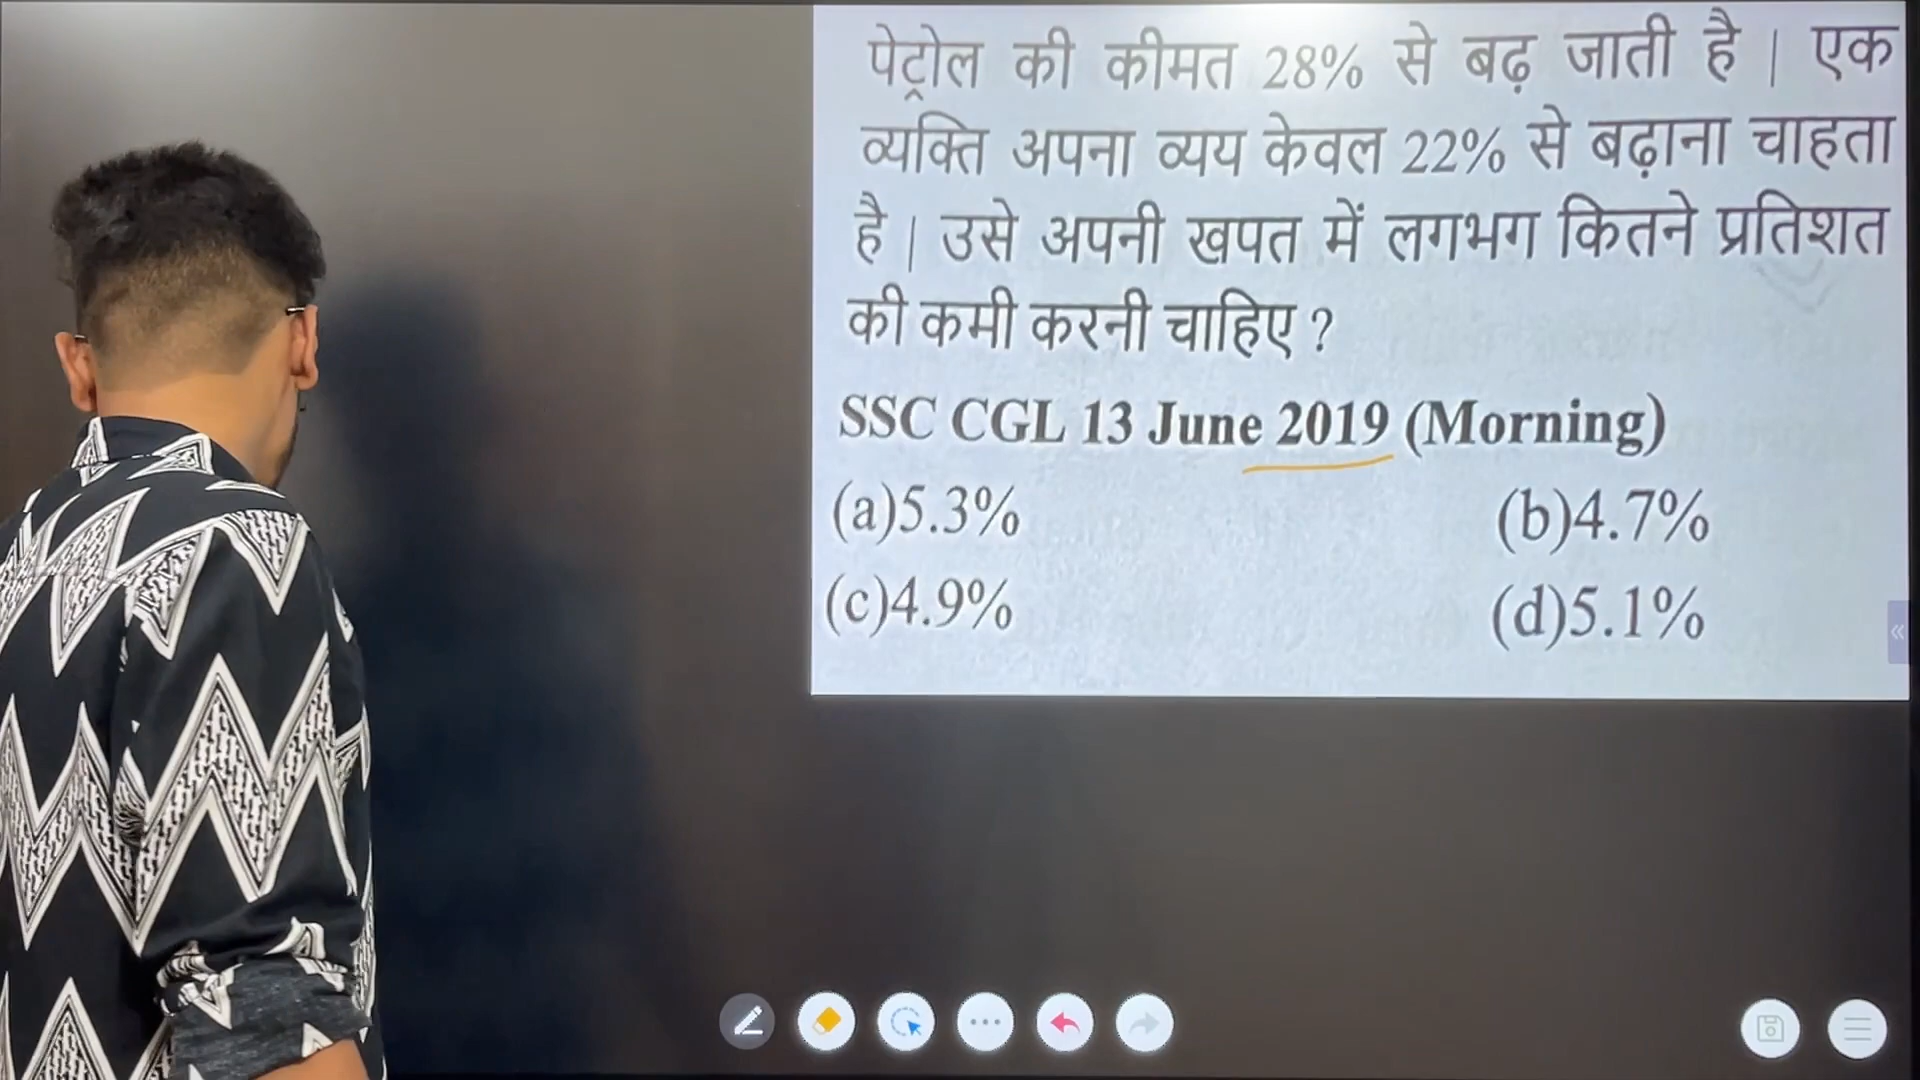 पेट्रोल की कीमत 28% से बढ़ जाती है | एक
व्यक्ति अपना व्यय केवल 22% से बढ़ाना चाहता
है | उसे अपनी खपत में लगभग कितने प्रतिशत
की कमी करनी चाहिए ?
SSC CGL 13 June 2019 (Morning)
(a)5.3% (b)4.7%
(c)4.9% (d)5.1%